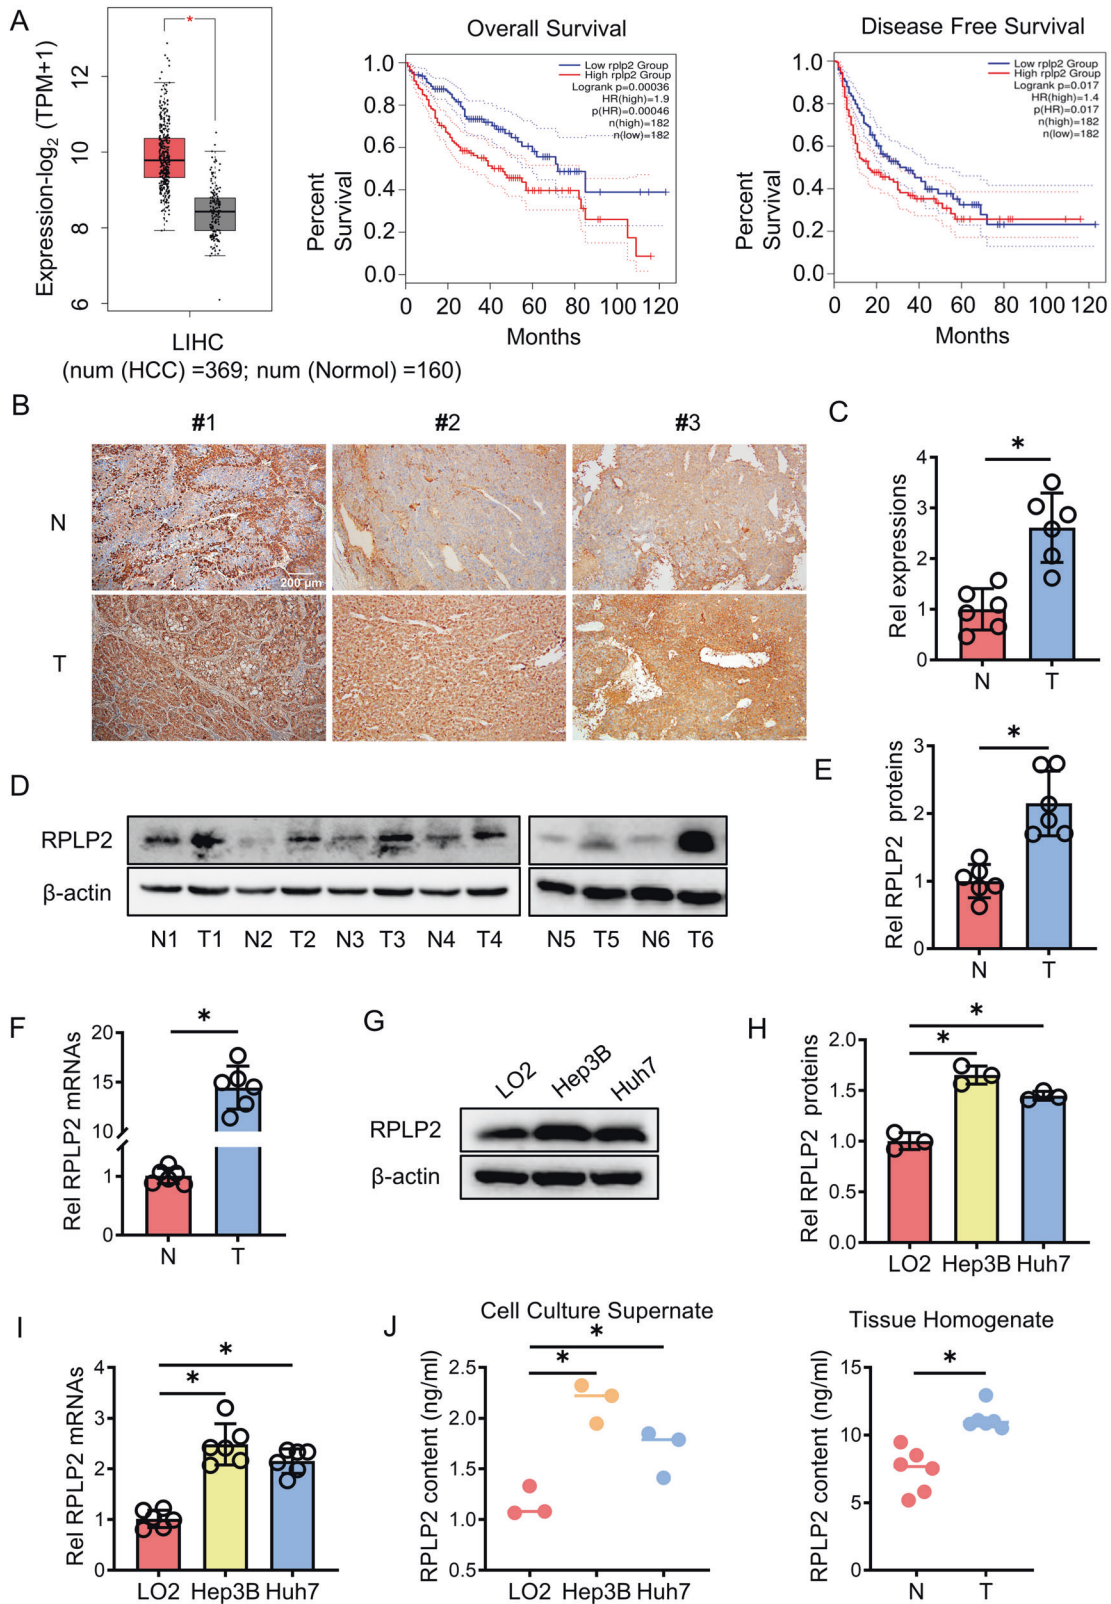 A
Expression-log2 (TPM+1)
12
10
8
6
*
LIHC
(num (HCC) =369; num (Normol) =160)
Overall Survival
Percent
Survival
1.0
0.8
0.6
0.4
0.2
0.0
Low rplp2 Group
High rplp2 Group
Logrank p=0.00036
HR(high)=1.9
p(HR)=0.00046
n(high)=182
n(low)=182
0 20 40 60 80 100 120
Months
Disease Free Survival
Percent
Survival
1.0
0.8
0.6
0.4
0.2
0.0
Low rplp2 Group
High rplp2 Group
Logrank p=0.017
HR(high)=1.4
p(HR)=0.017
n(high)=182
n(low)=182
0 20 40 60 80 100 120
Months
B
#1 #2 #3
N
200 μm
T
C
Rel expressions
4
3
2
1
0
*
N T
D
RPLP2
β-actin
N1 T1 N2 T2 N3 T3 N4 T4 N5 T5 N6 T6
E
Rel RPLP2 proteins
3
2
1
0
*
N T
F
Rel RPLP2 mRNAs
20
15
10
1
0
*
N T
G
LO2 Hep3B Huh7
RPLP2
β-actin
H
Rel RPLP2 proteins
2.0
1.5
1.0
0.5
0.0
*
*
LO2 Hep3B Huh7
I
Rel RPLP2 mRNAs
4
3
2
1
0
*
*
LO2 Hep3B Huh7
J
Cell Culture Supernate
RPLP2 content (ng/ml)
2.5
2.0
1.5
1.0
0.5
*
*
LO2 Hep3B Huh7
Tissue Homogenate
RPLP2 content (ng/ml)
15
10
5
0
*
N T